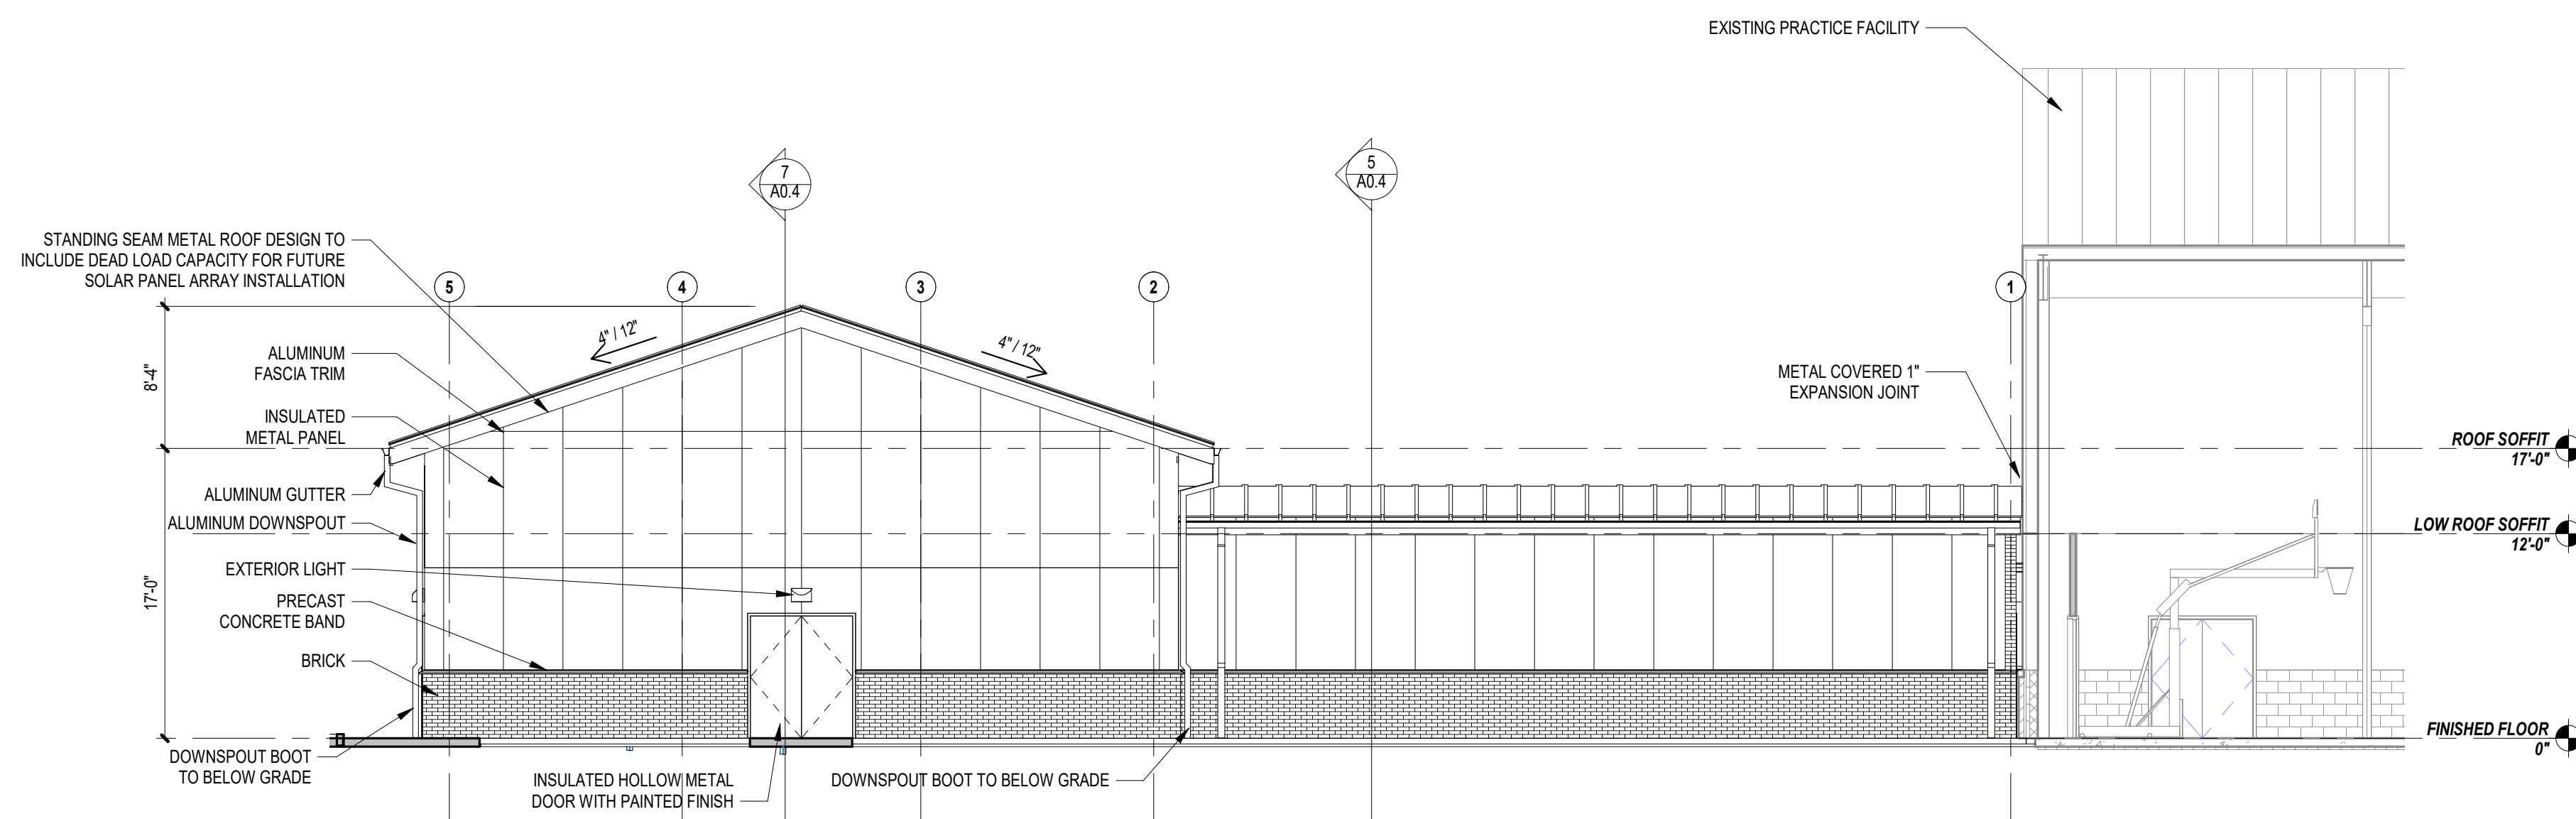 EXISTING PRACTICE FACILITY
7
A0.4
5
A0.4
STANDING SEAM METAL ROOF DESIGN TO
INCLUDE DEAD LOAD CAPACITY FOR FUTURE
SOLAR PANEL ARRAY INSTALLATION
5
4
3
2
1
4" / 12"
4" / 12"
8'-4"
ALUMINUM
FASCIA TRIM
METAL COVERED 1"
EXPANSION JOINT
INSULATED
METAL PANEL
ROOF SOFFIT
17'-0"
ALUMINUM GUTTER
ALUMINUM DOWNSPOUT
LOW ROOF SOFFIT
12'-0"
EXTERIOR LIGHT
17'-0"
PRECAST
CONCRETE BAND
BRICK
FINISHED FLOOR
0"
DOWNSPOUT BOOT
TO BELOW GRADE
INSULATED HOLLOW METAL
DOOR WITH PAINTED FINISH
DOWNSPOUT BOOT TO BELOW GRADE